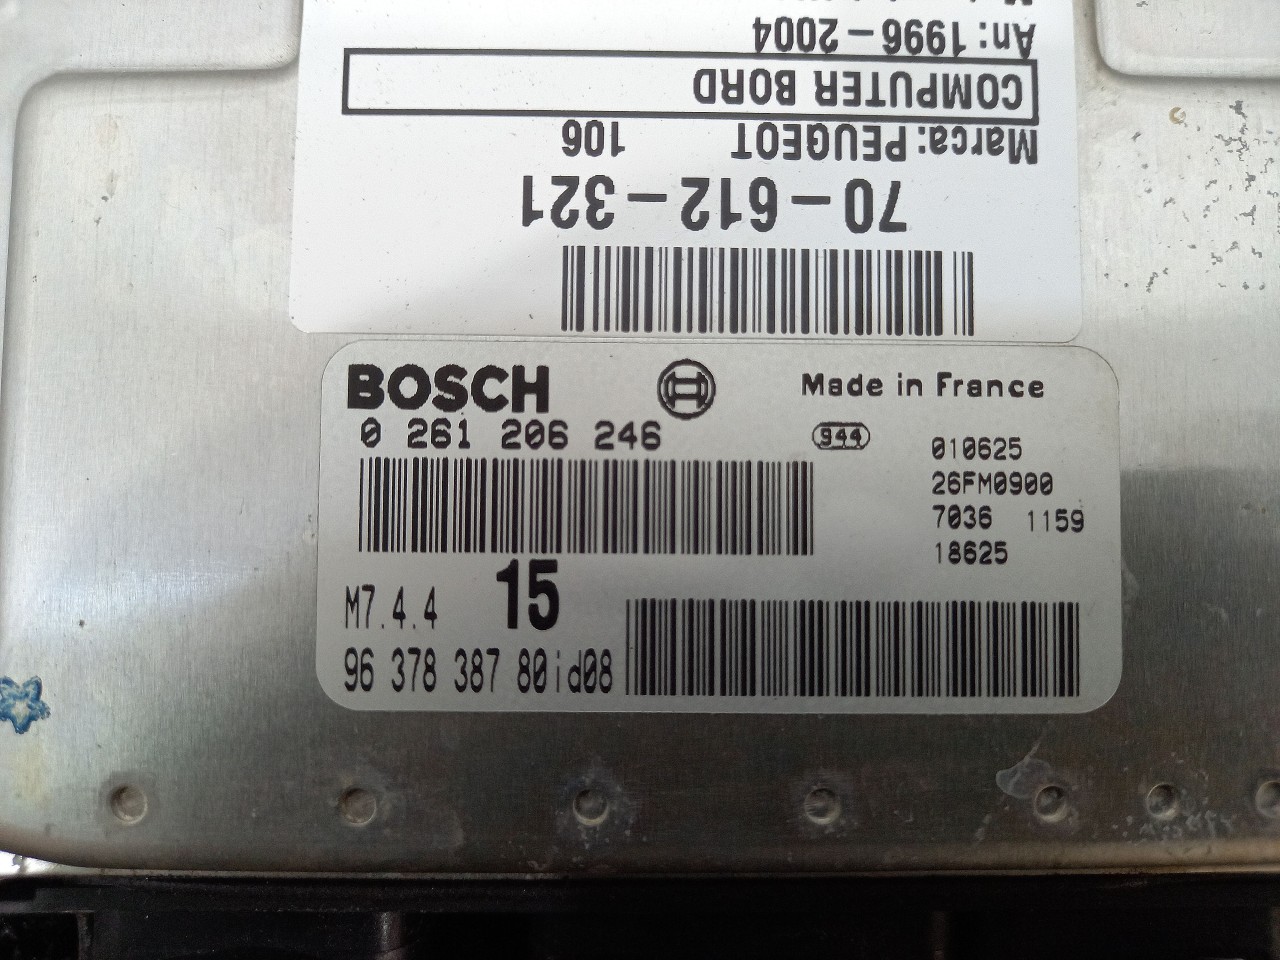 An: 1996-2004
COMPUTER BORD
Marca: PEUGEOT 106
70-612-321
BOSCH
Made in France
0 261 206 246
944
010625
26FM0900
7036 1159
18625
M7.4.4 15
96 378 387 80id08